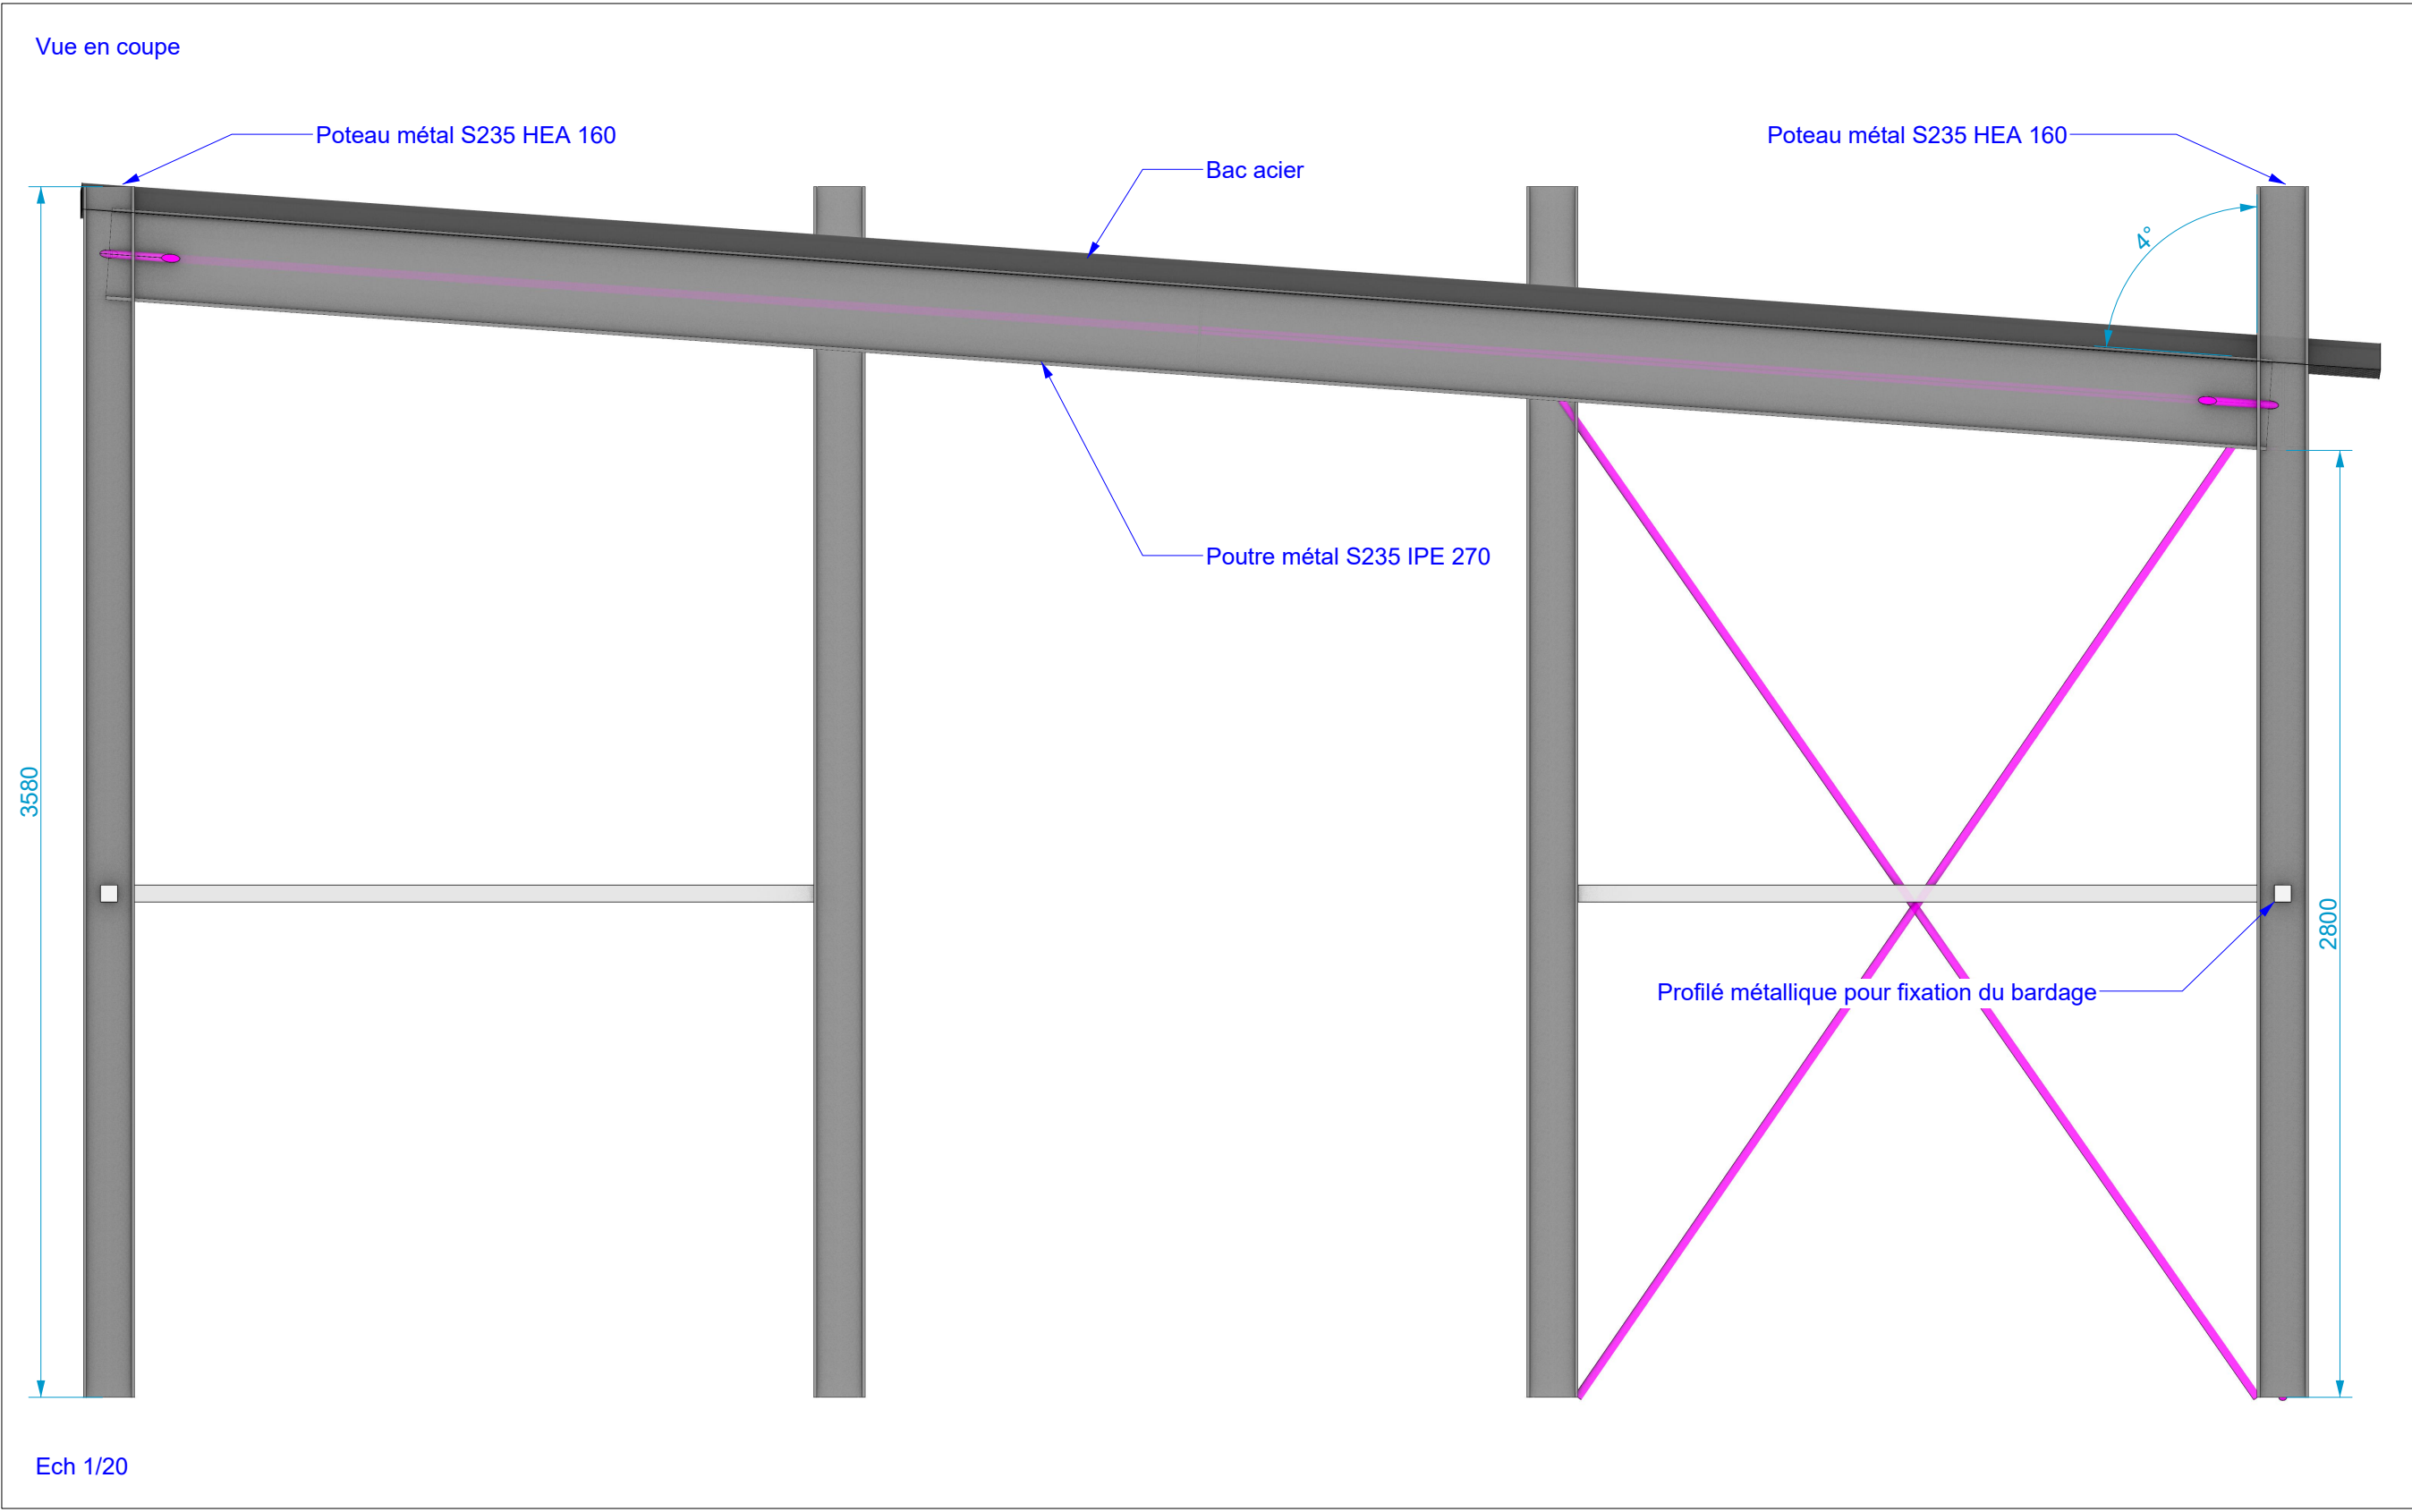 Vue en coupe
Poteau métal S235 HEA 160
Poteau métal S235 HEA 160
Bac acier
4°
Poutre métal S235 IPE 270
3580
2800
Profilé métallique pour fixation du bardage
Ech 1/20